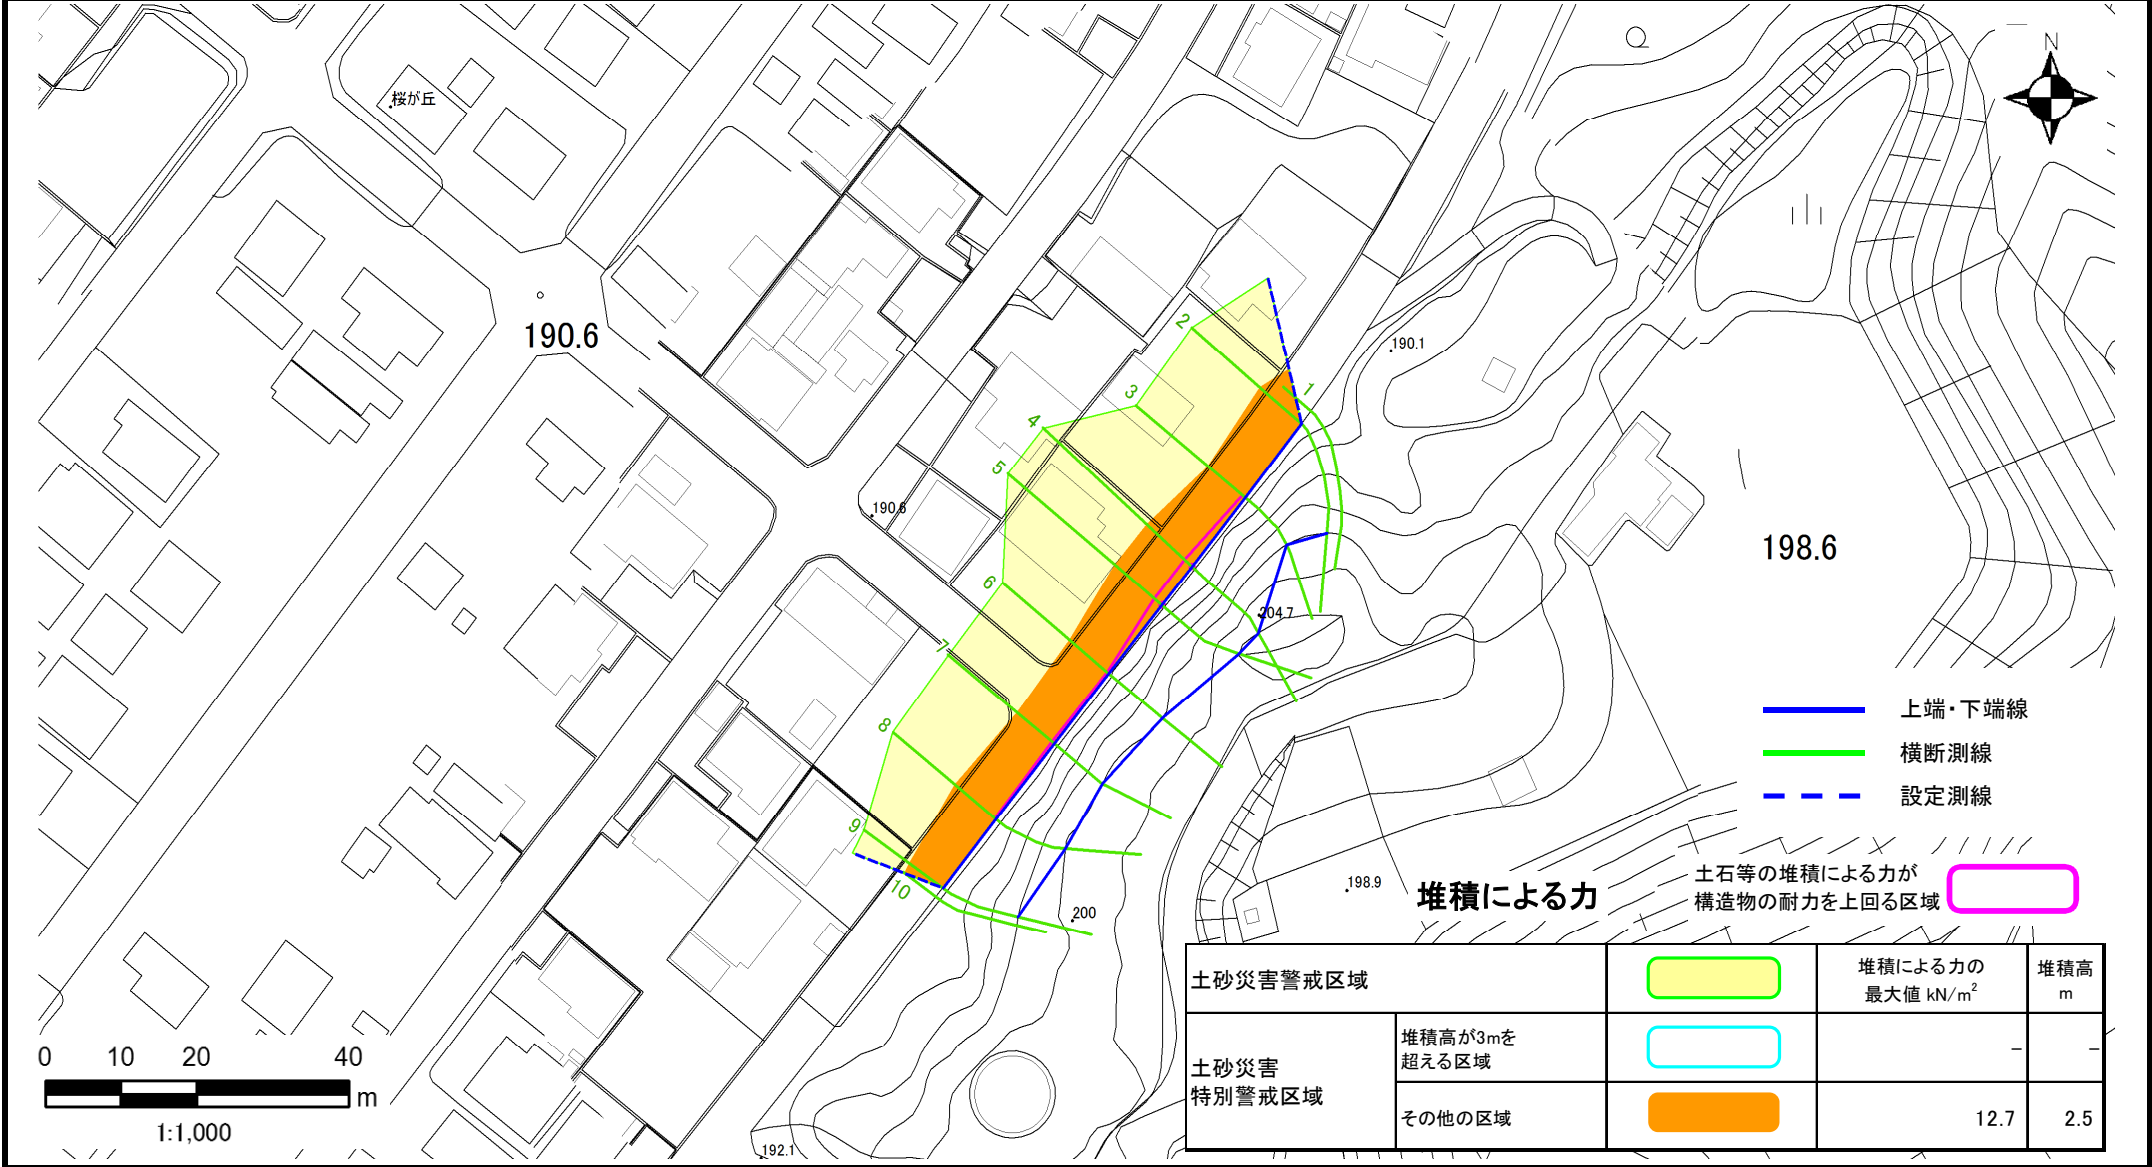 N
桜が丘
190.6
190.1
190.6
198.6
204.7
198.9
200
192.1
1
2
3
4
5
6
7
8
9
10
上端・下端線
横断測線
設定測線
堆積による力
土石等の堆積による力が
構造物の耐力を上回る区域
土砂災害警戒区域
堆積による力の
最大値 kN/m²
堆積高
m
土砂災害
特別警戒区域
堆積高が3mを
超える区域
－
－
その他の区域
12.7
2.5
0 10 20 40
m
1:1,000